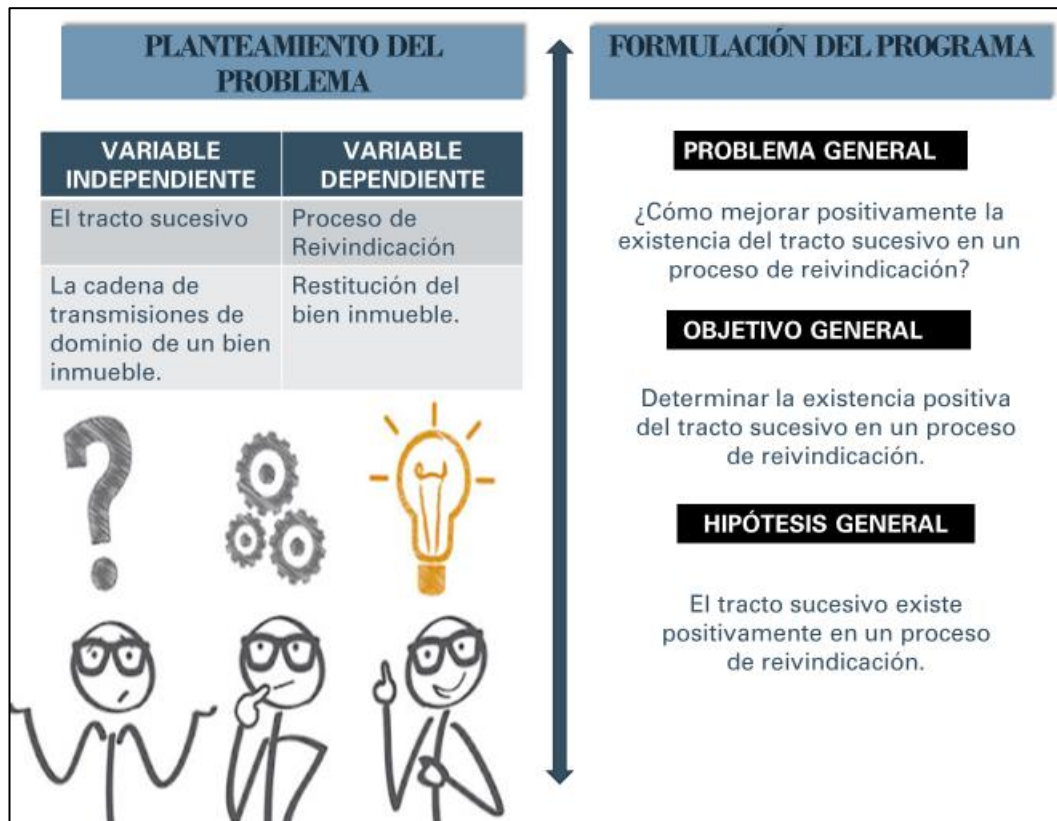 PLANTEAMIENTO DEL
PROBLEMA
VARIABLE
INDEPENDIENTE
VARIABLE
DEPENDIENTE
El tracto sucesivo
Proceso de
Reivindicación
La cadena de
transmisiones de
dominio de un bien
inmueble.
Restitución del
bien inmueble.
FORMULACIÓN DEL PROGRAMA
PROBLEMA GENERAL
¿Cómo mejorar positivamente la
existencia del tracto sucesivo en un
proceso de reivindicación?
OBJETIVO GENERAL
Determinar la existencia positiva
del tracto sucesivo en un proceso
de reivindicación.
HIPÓTESIS GENERAL
El tracto sucesivo existe
positivamente en un proceso
de reivindicación.